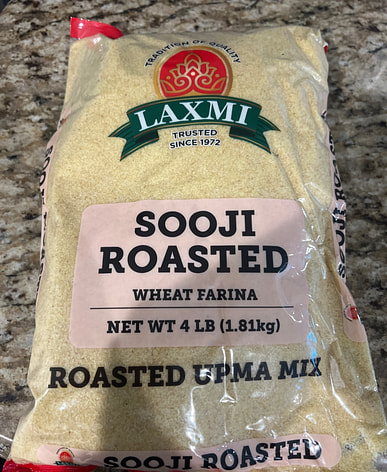 TRADITION OF QUALITY
LAXMI
TRUSTED
SINCE 1972
SOOJI
ROASTED
WHEAT FARINA
NET WT 4 LB (1.81kg)
ROASTED UPMA MIX
SOOJI ROASTED